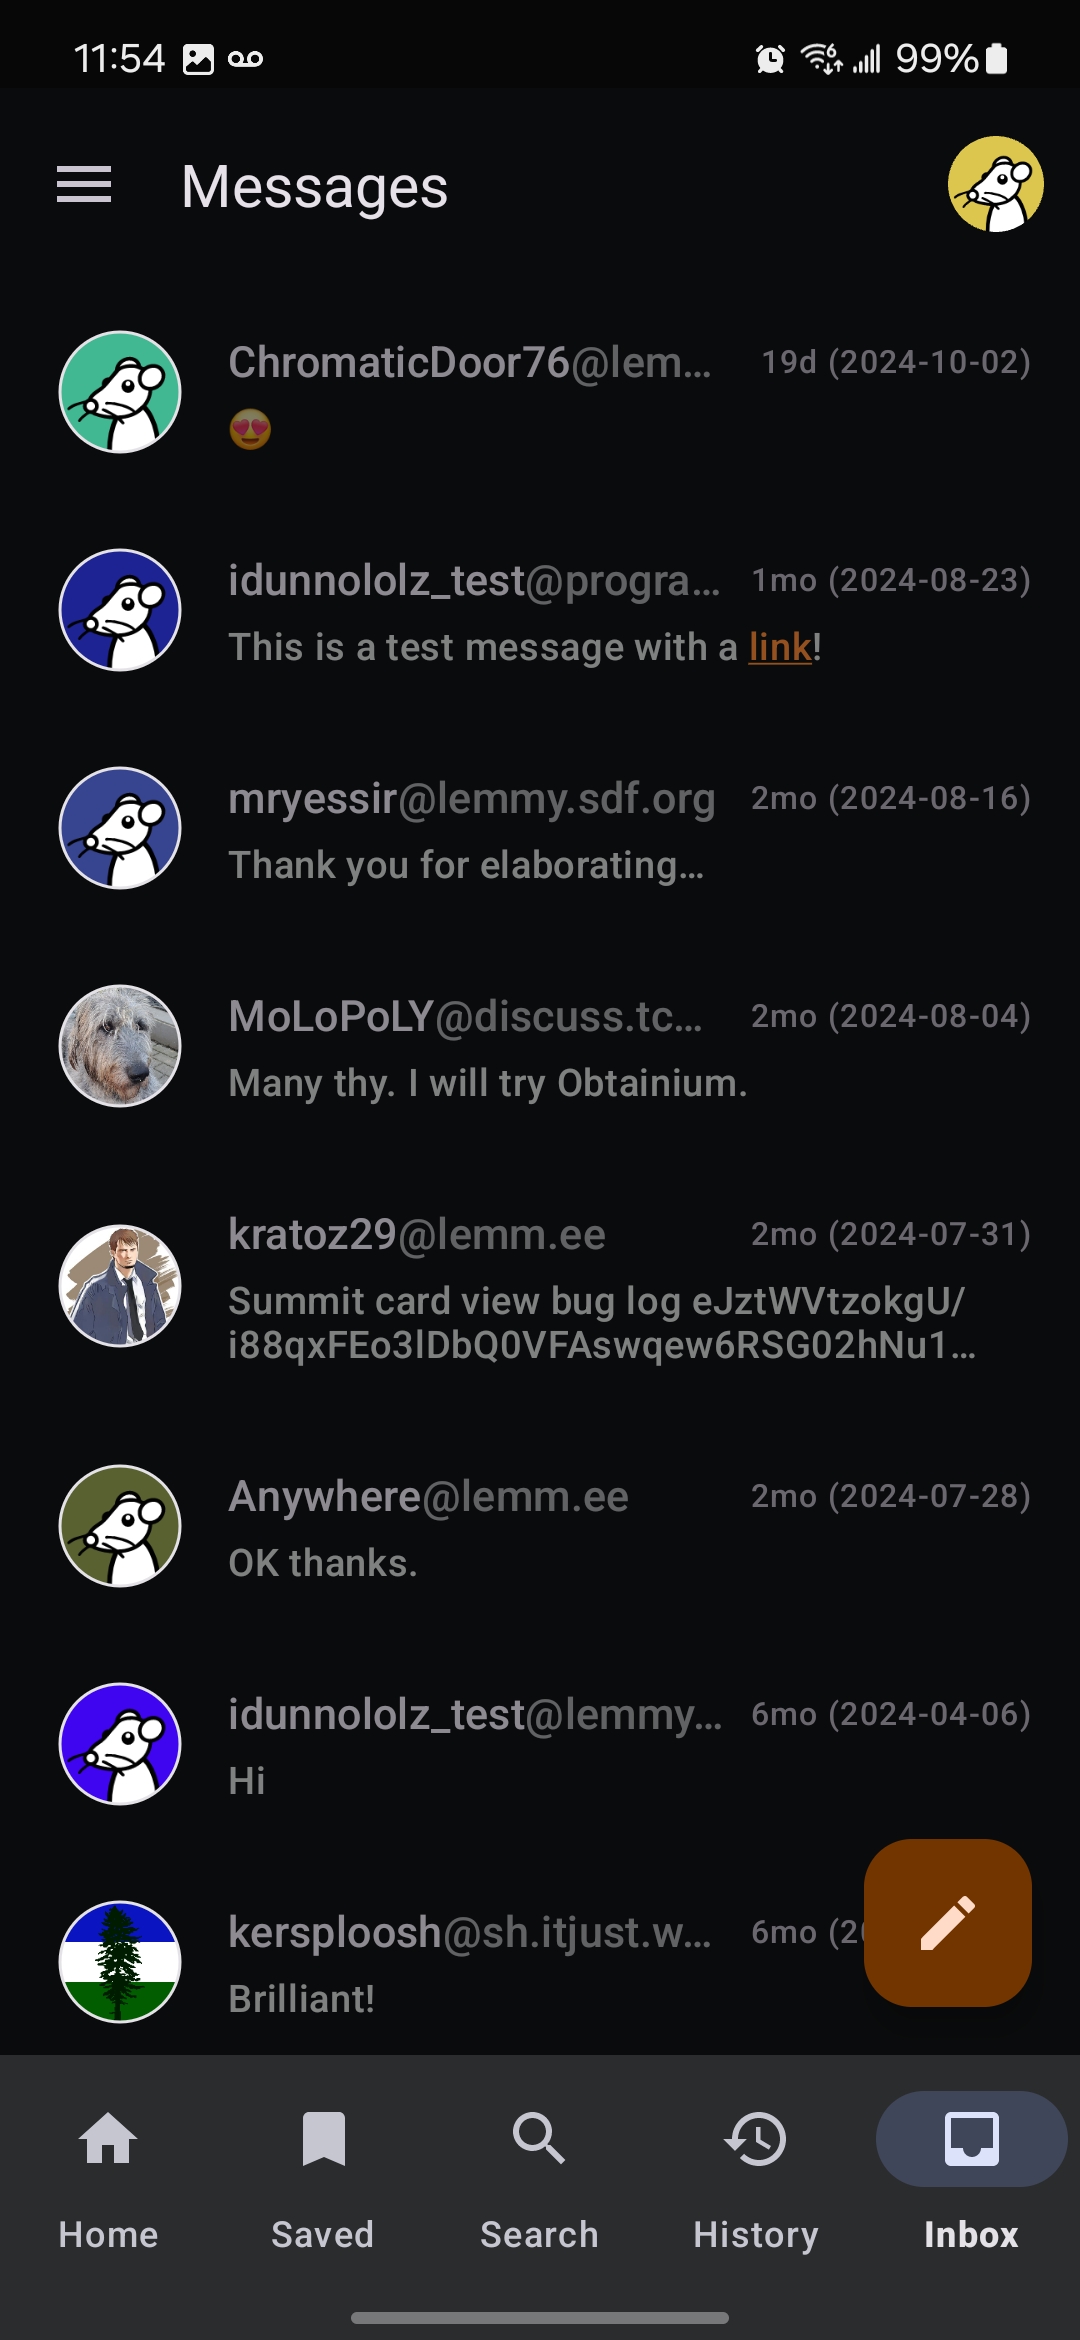 11:54
99%
Messages
ChromaticDoor76@lem… 19d (2024-10-02)
😍
idunnololz_test@progra… 1mo (2024-08-23)
This is a test message with a link!
mryessir@lemmy.sdf.org 2mo (2024-08-16)
Thank you for elaborating…
MoLoPoLY@discuss.tc… 2mo (2024-08-04)
Many thy. I will try Obtainium.
kratoz29@lemm.ee 2mo (2024-07-31)
Summit card view bug log eJztWVtzokgU/
i88qxFEo3lDbQ0VFAswqew6RSG02hNu1…
Anywhere@lemm.ee 2mo (2024-07-28)
OK thanks.
idunnololz_test@lemmy… 6mo (2024-04-06)
Hi
kersploosh@sh.itjust.w… 6mo (20
Brilliant!
Home Saved Search History Inbox